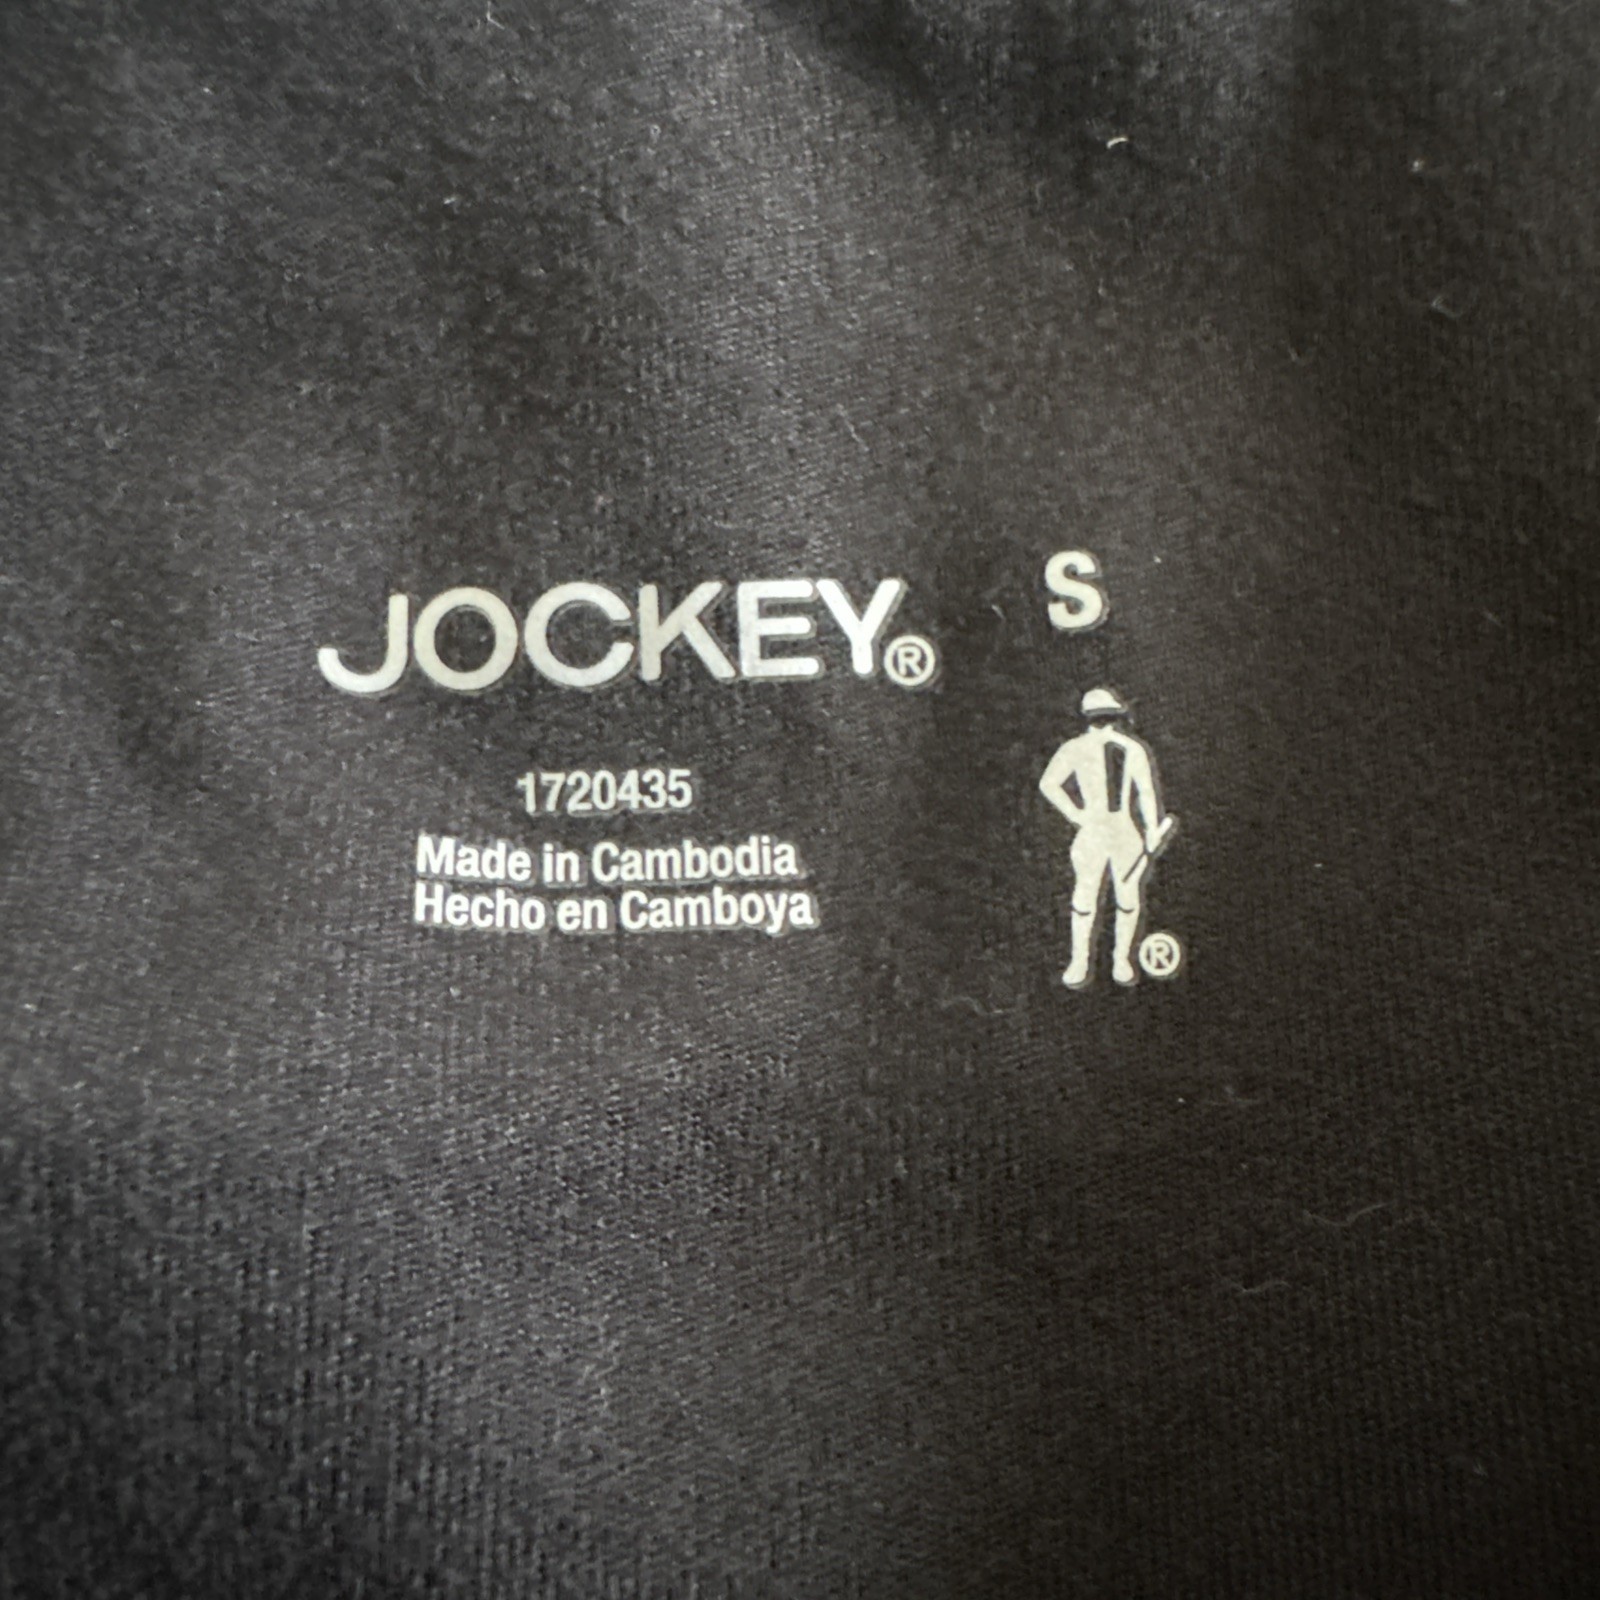 JOCKEY®
S
1720435
Made in Cambodia
Hecho en Camboya
®